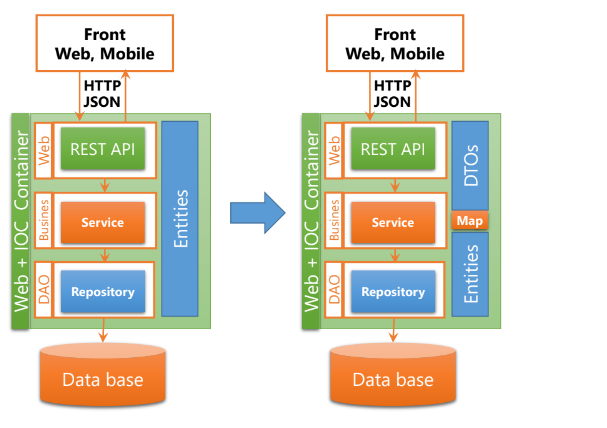 Front
Web, Mobile
HTTP
JSON
Web + IOC Container
Web
REST API
Busines
Service
DAO
Repository
Entities
Data base
Front
Web, Mobile
HTTP
JSON
Web + IOC Container
Web
REST API
Busines
Service
DAO
Repository
DTOs
Map
Entities
Data base